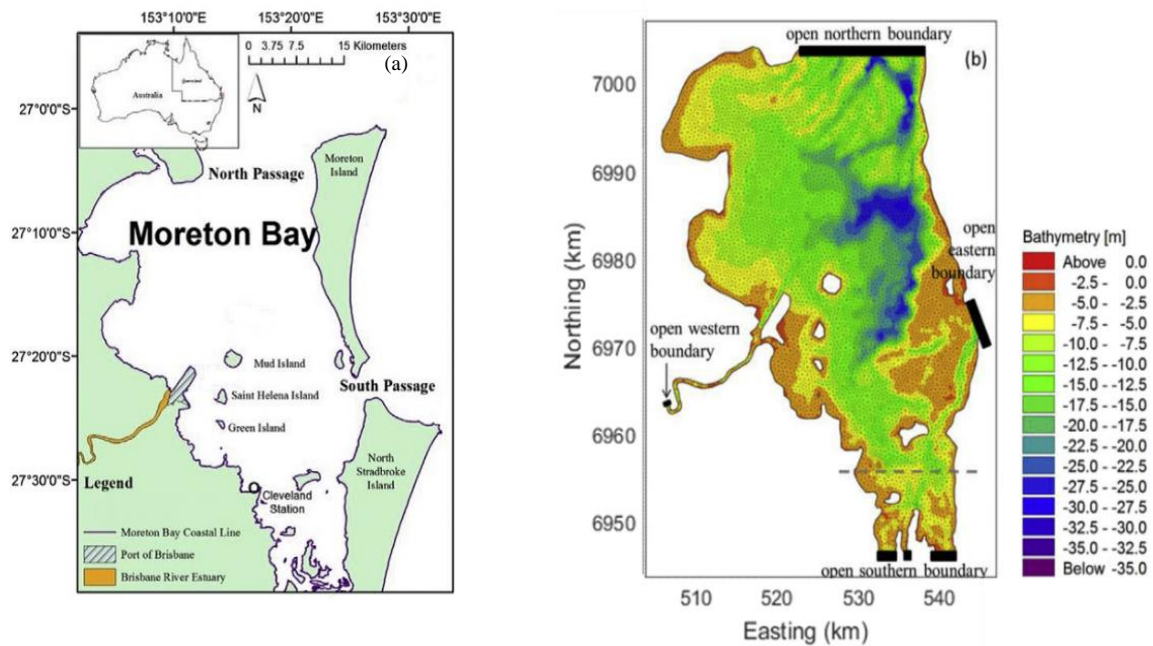 153°10'0"E 153°20'0"E 153°30'0"E
0 3.75 7.5 15 Kilometers
(a)
Australia
Queensland
N
27°0'0"S
27°10'0"S
27°20'0"S
27°30'0"S
North Passage
Moreton
Island
Moreton Bay
Mud Island
South Passage
Saint Helena Island
Green Island
North
Stradbroke
Island
Cleveland
Station
Legend
Moreton Bay Coastal Line
Port of Brisbane
Brisbane River Estuary
open northern boundary
(b)
7000
6990
6980
6970
6960
6950
Northing (km)
open
eastern
boundary
open western
boundary
open southern boundary
510 520 530 540
Easting (km)
Bathymetry [m]
Above 0.0
-2.5 - 0.0
-5.0 - -2.5
-7.5 - -5.0
-10.0 - -7.5
-12.5 - -10.0
-15.0 - -12.5
-17.5 - -15.0
-20.0 - -17.5
-22.5 - -20.0
-25.0 - -22.5
-27.5 - -25.0
-30.0 - -27.5
-32.5 - -30.0
-35.0 - -32.5
Below -35.0